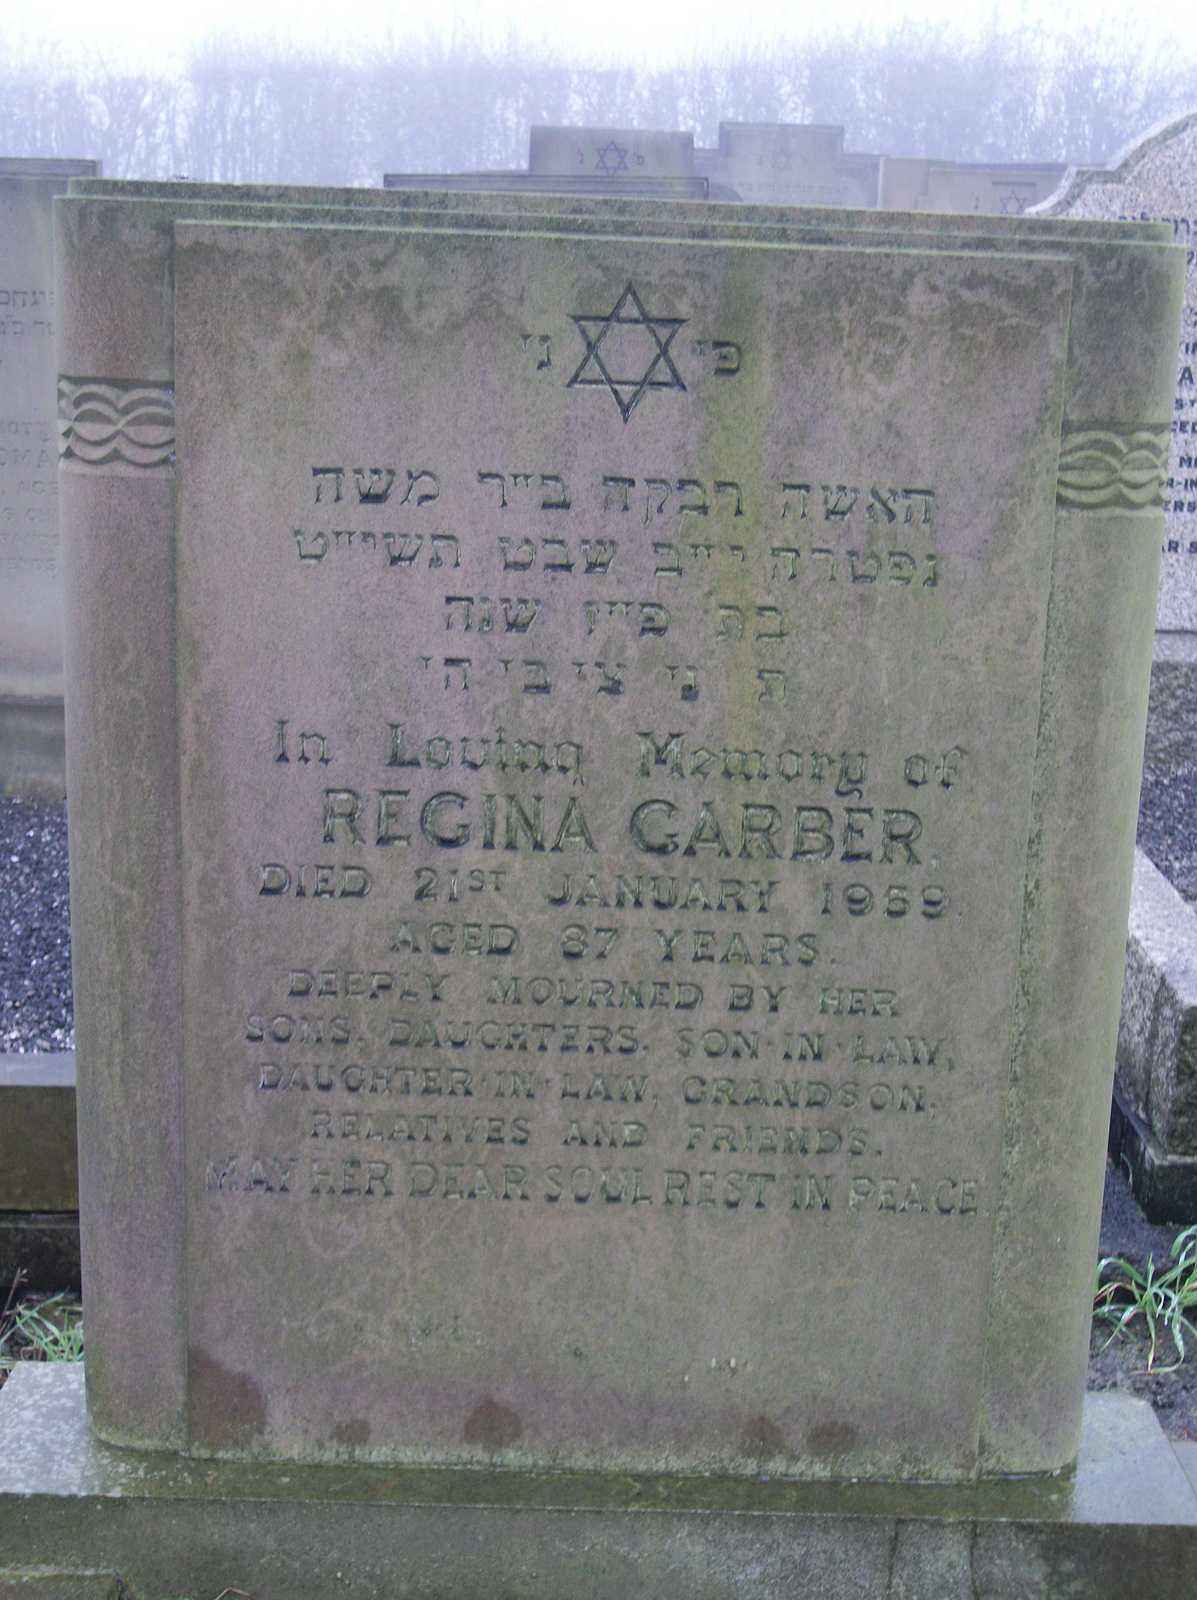 פ׳ נ׳
האשה רבקה ב״ר משה
נפטרה י״ב שבט תשי״ט
בת פ״ז שנה
ת׳ נ׳ צ׳ ב׳ ה׳
In Loving Memory of
REGINA GARBER.
DIED 21ST JANUARY 1959.
AGED 87 YEARS.
DEEPLY MOURNED BY HER
SONS, DAUGHTERS, SON·IN·LAW,
DAUGHTER·IN·LAW, GRANDSON,
RELATIVES AND FRIENDS.
MAY HER DEAR SOUL REST IN PEACE.